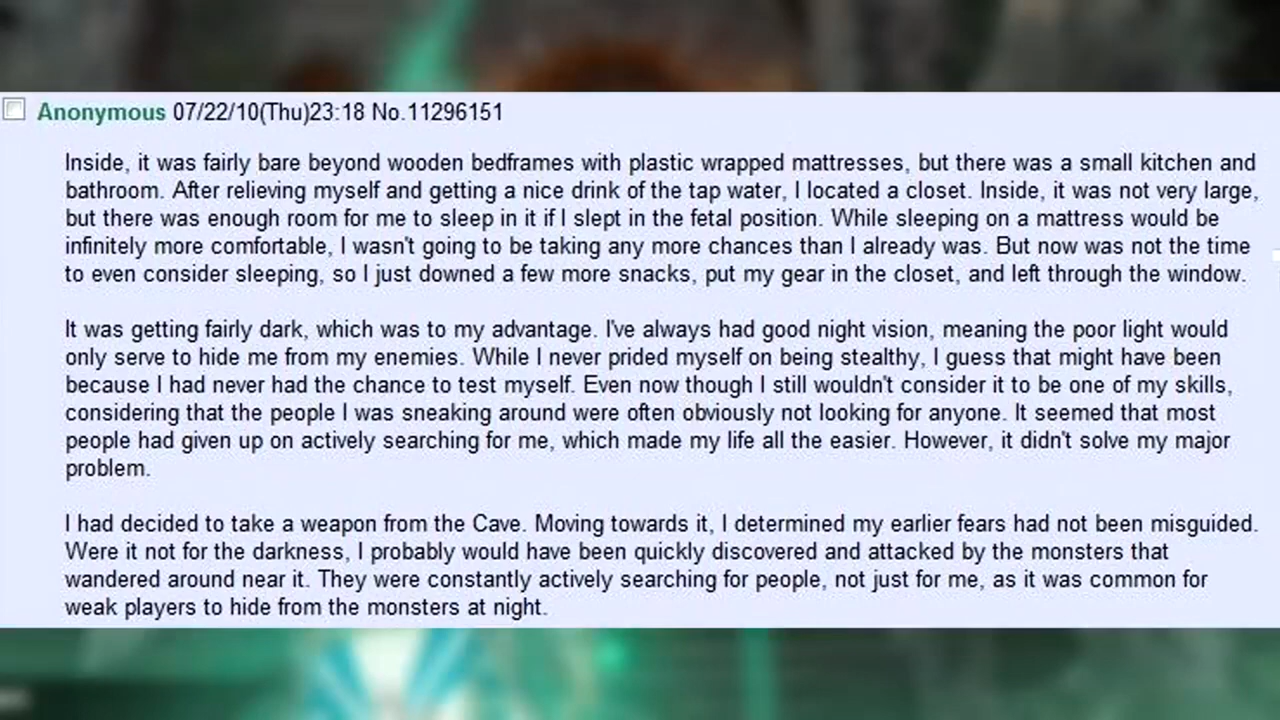 Anonymous 07/22/10(Thu)23:18 No.11296151
Inside, it was fairly bare beyond wooden bedframes with plastic wrapped mattresses, but there was a small kitchen and
bathroom. After relieving myself and getting a nice drink of the tap water, I located a closet. Inside, it was not very large,
but there was enough room for me to sleep in it if I slept in the fetal position. While sleeping on a mattress would be
infinitely more comfortable, I wasn't going to be taking any more chances than I already was. But now was not the time
to even consider sleeping, so I just downed a few more snacks, put my gear in the closet, and left through the window.
It was getting fairly dark, which was to my advantage. I've always had good night vision, meaning the poor light would
only serve to hide me from my enemies. While I never prided myself on being stealthy, I guess that might have been
because I had never had the chance to test myself. Even now though I still wouldn't consider it to be one of my skills,
considering that the people I was sneaking around were often obviously not looking for anyone. It seemed that most
people had given up on actively searching for me, which made my life all the easier. However, it didn't solve my major
problem.
I had decided to take a weapon from the Cave. Moving towards it, I determined my earlier fears had not been misguided.
Were it not for the darkness, I probably would have been quickly discovered and attacked by the monsters that
wandered around near it. They were constantly actively searching for people, not just for me, as it was common for
weak players to hide from the monsters at night.